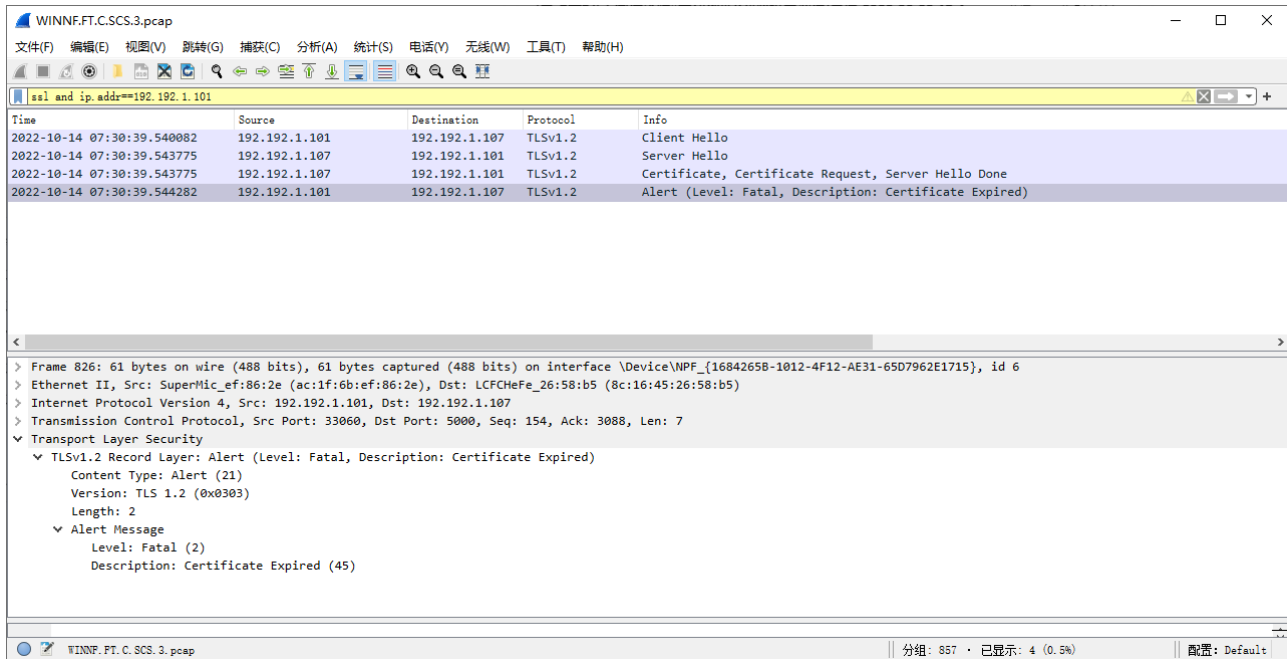 WINNF.FT.C.SCS.3.pcap
文件(F) 编辑(E) 视图(V) 跳转(G) 捕获(C) 分析(A) 统计(S) 电话(Y) 无线(W) 工具(T) 帮助(H)
ssl and ip.addr==192.192.1.101
Time Source Destination Protocol Info
2022-10-14 07:30:39.540082 192.192.1.101 192.192.1.107 TLSv1.2 Client Hello
2022-10-14 07:30:39.543775 192.192.1.107 192.192.1.101 TLSv1.2 Server Hello
2022-10-14 07:30:39.543775 192.192.1.107 192.192.1.101 TLSv1.2 Certificate, Certificate Request, Server Hello Done
2022-10-14 07:30:39.544282 192.192.1.101 192.192.1.107 TLSv1.2 Alert (Level: Fatal, Description: Certificate Expired)
Frame 826: 61 bytes on wire (488 bits), 61 bytes captured (488 bits) on interface \Device\NPF_{1684265B-1012-4F12-AE31-65D7962E1715}, id 6
Ethernet II, Src: SuperMic_ef:86:2e (ac:1f:6b:ef:86:2e), Dst: LCFCHeFe_26:58:b5 (8c:16:45:26:58:b5)
Internet Protocol Version 4, Src: 192.192.1.101, Dst: 192.192.1.107
Transmission Control Protocol, Src Port: 33060, Dst Port: 5000, Seq: 154, Ack: 3088, Len: 7
Transport Layer Security
TLSv1.2 Record Layer: Alert (Level: Fatal, Description: Certificate Expired)
Content Type: Alert (21)
Version: TLS 1.2 (0x0303)
Length: 2
Alert Message
Level: Fatal (2)
Description: Certificate Expired (45)
WINNF.FT.C.SCS.3.pcap 分组: 857 · 已显示: 4 (0.5%) 配置: Default